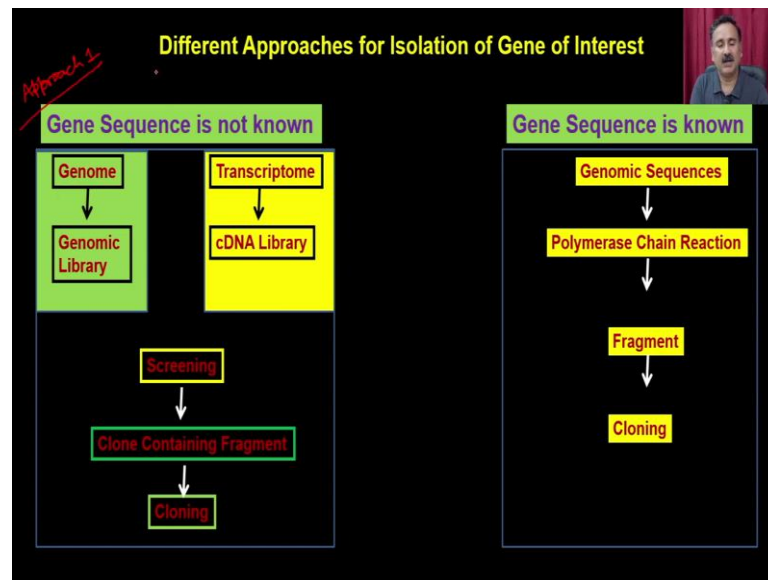 Different Approaches for Isolation of Gene of Interest
Approach 1
Gene Sequence is not known
Genome
Transcriptome
Genomic
Library
cDNA Library
Screening
Clone Containing Fragment
Cloning
Gene Sequence is known
Genomic Sequences
Polymerase Chain Reaction
Fragment
Cloning